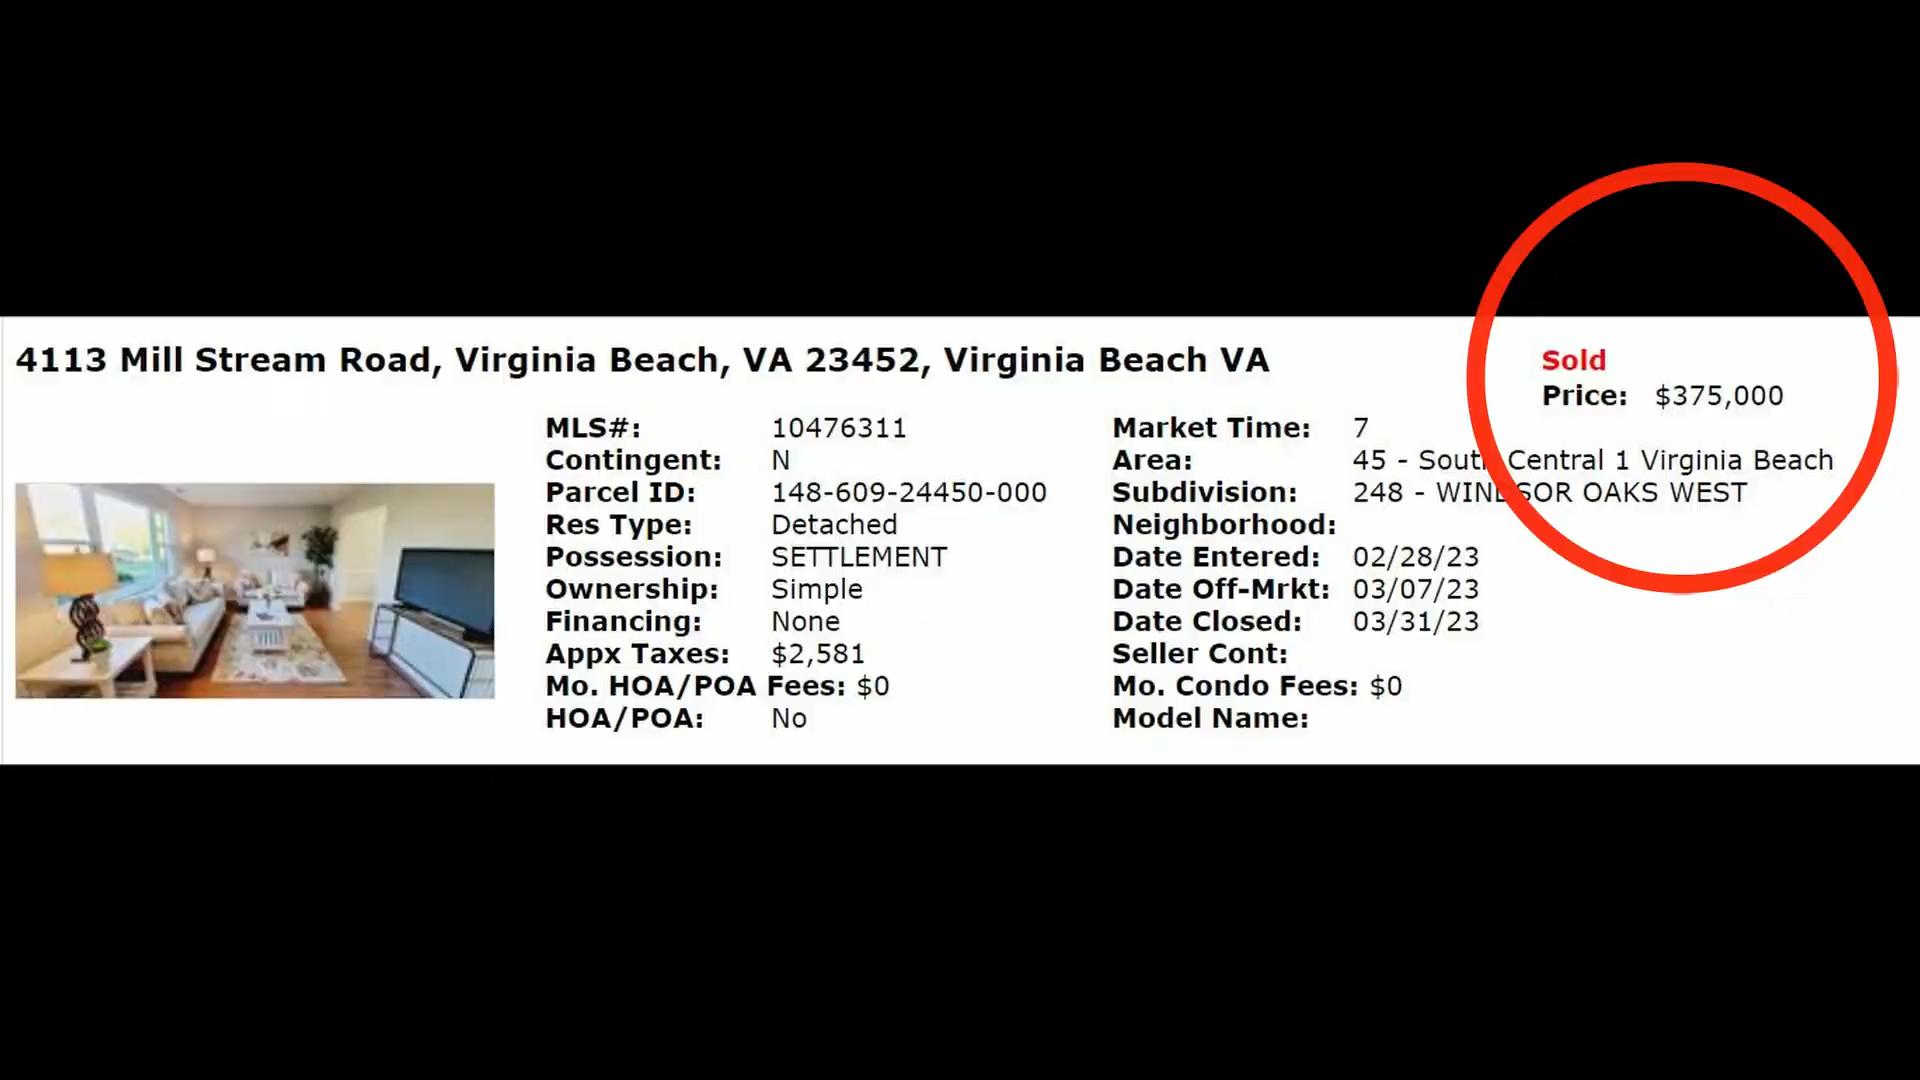 4113 Mill Stream Road, Virginia Beach, VA 23452, Virginia Beach VA
Sold
Price: $375,000
MLS#: 10476311
Contingent: N
Parcel ID: 148-609-24450-000
Res Type: Detached
Possession: SETTLEMENT
Ownership: Simple
Financing: None
Appx Taxes: $2,581
Mo. HOA/POA Fees: $0
HOA/POA: No
Market Time: 7
Area: 45 - South Central 1 Virginia Beach
Subdivision: 248 - WINDSOR OAKS WEST
Neighborhood:
Date Entered: 02/28/23
Date Off-Mrkt: 03/07/23
Date Closed: 03/31/23
Seller Cont:
Mo. Condo Fees: $0
Model Name: